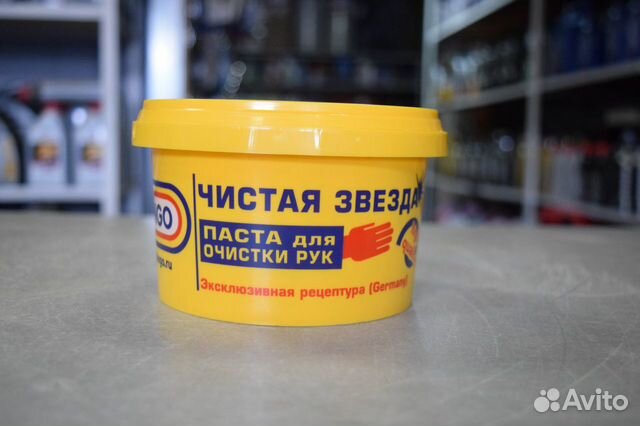 ЧИСТАЯ ЗВЕЗДА
ПАСТА для
ОЧИСТКИ РУК
Эксклюзивная рецептура (Germany)
Avito